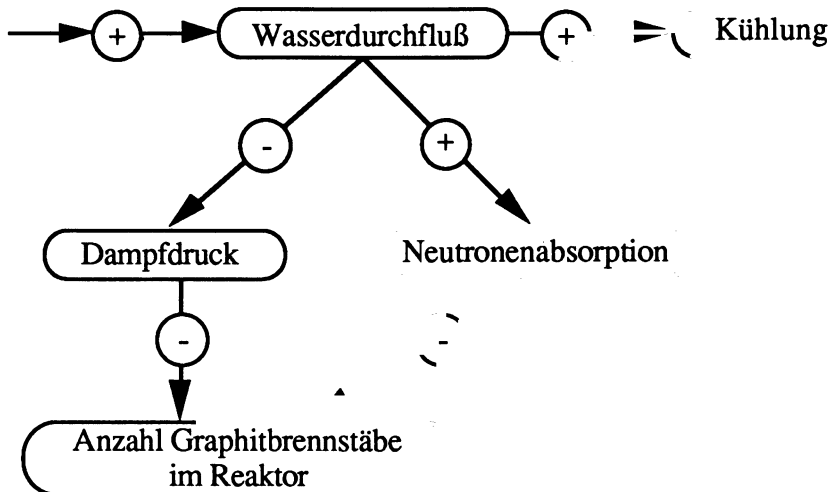 + Wasserdurchfluß + Kühlung
- +
Dampfdruck Neutronenabsorption
- -
Anzahl Graphitbrennstäbe
im Reaktor